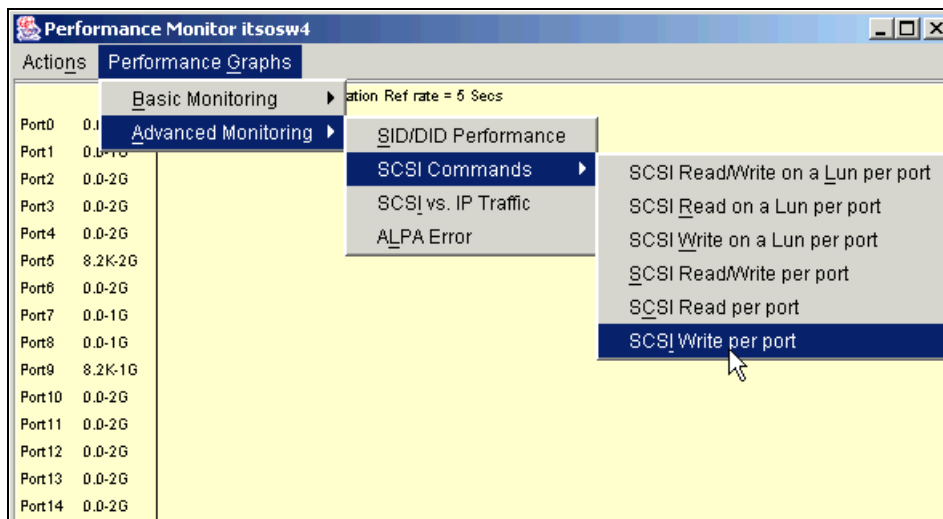 Performance Monitor itsosw4
Actions Performance Graphs
Basic Monitoring
Advanced Monitoring
ation Ref rate = 5 Secs
SID/DID Performance
SCSI Commands
SCSI vs. IP Traffic
ALPA Error
SCSI Read/Write on a Lun per port
SCSI Read on a Lun per port
SCSI Write on a Lun per port
SCSI Read/Write per port
SCSI Read per port
SCSI Write per port
Port0
Port1
Port2 0.0-2G
Port3 0.0-2G
Port4 0.0-2G
Port5 8.2K-2G
Port6 0.0-2G
Port7 0.0-1G
Port8 0.0-1G
Port9 8.2K-1G
Port10 0.0-2G
Port11 0.0-2G
Port12 0.0-2G
Port13 0.0-2G
Port14 0.0-2G